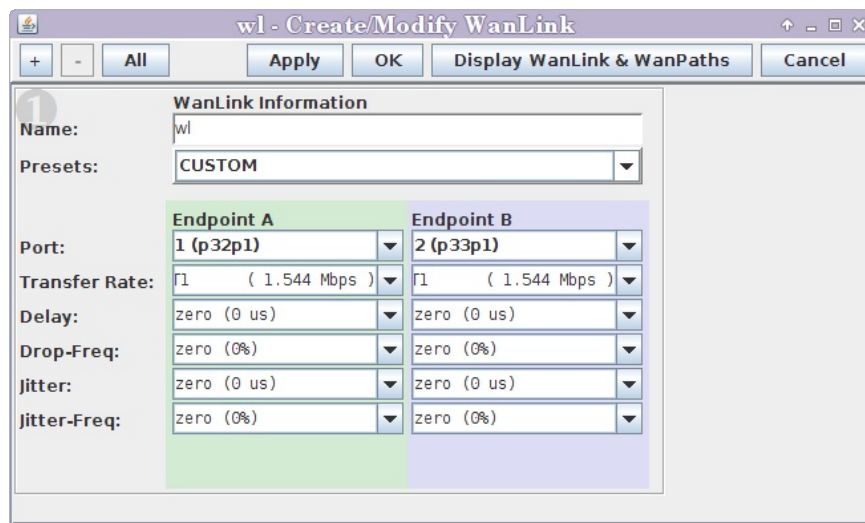 wl - Create/Modify WanLink
+ - All Apply OK Display WanLink & WanPaths Cancel
1
WanLink Information
Name: wl
Presets: CUSTOM
Endpoint A Endpoint B
Port: 1 (p32p1) 2 (p33p1)
Transfer Rate: T1 ( 1.544 Mbps ) T1 ( 1.544 Mbps )
Delay: zero (0 us) zero (0 us)
Drop-Freq: zero (0%) zero (0%)
Jitter: zero (0 us) zero (0 us)
Jitter-Freq: zero (0%) zero (0%)